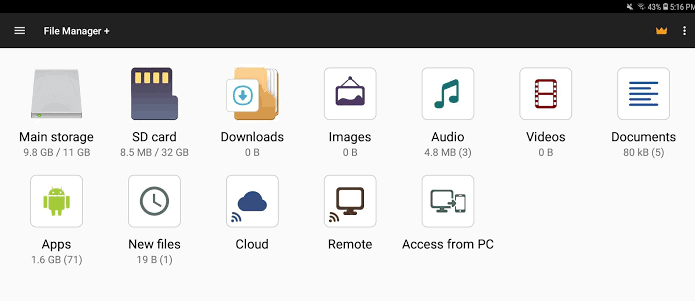 43% 5:16 PM
File Manager +
Main storage
9.8 GB / 11 GB
SD card
8.5 MB / 32 GB
Downloads
0 B
Images
0 B
Audio
4.8 MB (3)
Videos
0 B
Documents
80 kB (5)
Apps
1.6 GB (71)
New files
19 B (1)
Cloud
Remote
Access from PC